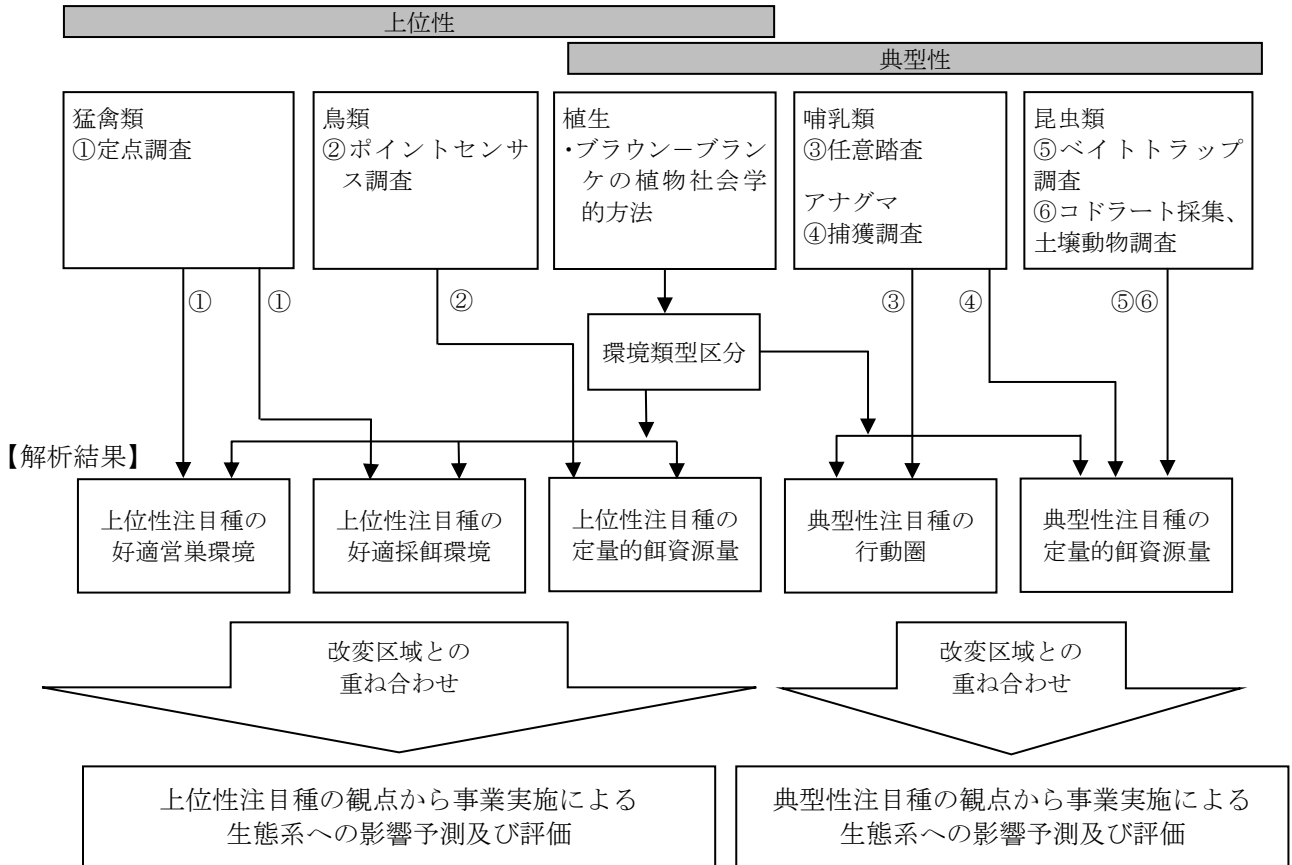 上位性
典型性
猛禽類
①定点調査
鳥類
②ポイントセンサ
ス調査
植生
・ブラウン－ブラン
ケの植物社会学
的方法
哺乳類
③任意踏査
アナグマ
④捕獲調査
昆虫類
⑤ベイトトラップ
調査
⑥コドラート採集、
土壌動物調査
①
①
②
③
④
⑤⑥
環境類型区分
【解析結果】
上位性注目種の
好適営巣環境
上位性注目種の
好適採餌環境
上位性注目種の
定量的餌資源量
典型性注目種の
行動圏
典型性注目種の
定量的餌資源量
改変区域との
重ね合わせ
改変区域との
重ね合わせ
上位性注目種の観点から事業実施による
生態系への影響予測及び評価
典型性注目種の観点から事業実施による
生態系への影響予測及び評価